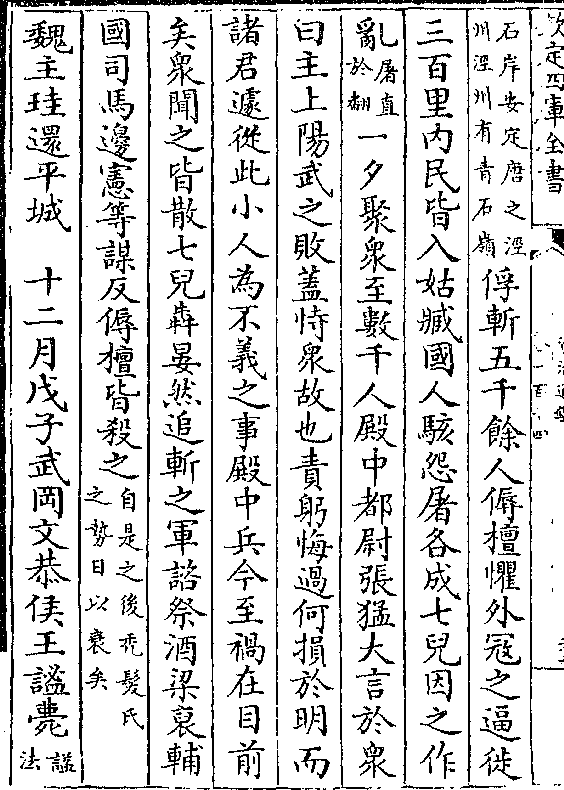 欽定四庫全書
石岸安定唐之涇
州涇州有青石嶺
俘斬五千餘人傉檀懼外冦之逼徙
三百里内民皆入姑臧國人駭怨屠各成七兒因之作
亂
屠直
於翻
一夕聚衆至數千人殿中都尉張猛大言於衆
曰主上陽武之敗蓋恃衆故也責躬悔過何損於明而
諸君遽從此小人為不義之事殿中兵今至禍在目前
矣衆聞之皆散七兒犇晏然追斬之軍諮祭酒梁裒輔
國司馬邊憲等謀反傉檀皆殺之
自是之後禿髪氏
之勢日以衰矣
魏主珪還平城 十二月戊子武岡文恭侯王謐薨
諡
法